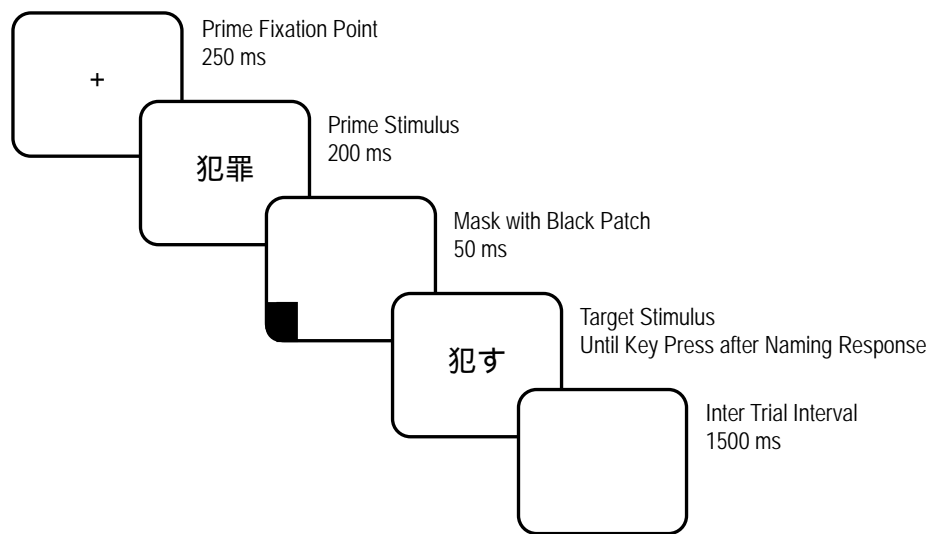 Prime Fixation Point
250 ms
+
Prime Stimulus
200 ms
犯罪
Mask with Black Patch
50 ms
Target Stimulus
Until Key Press after Naming Response
犯す
Inter Trial Interval
1500 ms